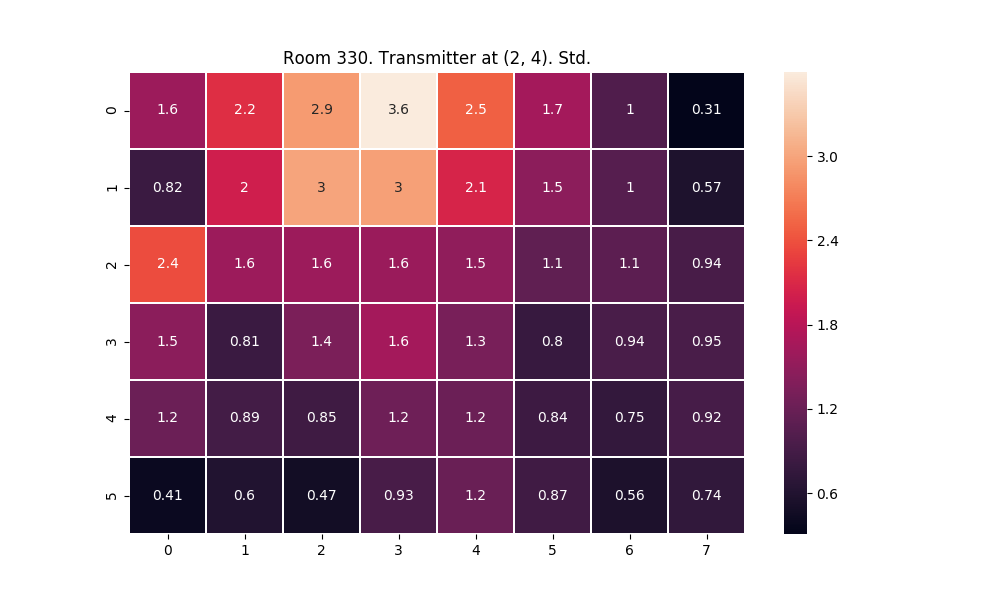 Room 330. Transmitter at (2, 4). Std.
0 1.6 2.2 2.9 3.6 2.5 1.7 1 0.31
1 0.82 2 3 3 2.1 1.5 1 0.57
3.0
2 2.4 1.6 1.6 1.6 1.5 1.1 1.1 0.94
2.4
3 1.5 0.81 1.4 1.6 1.3 0.8 0.94 0.95
1.8
4 1.2 0.89 0.85 1.2 1.2 0.84 0.75 0.92
1.2
5 0.41 0.6 0.47 0.93 1.2 0.87 0.56 0.74
0.6
0 1 2 3 4 5 6 7